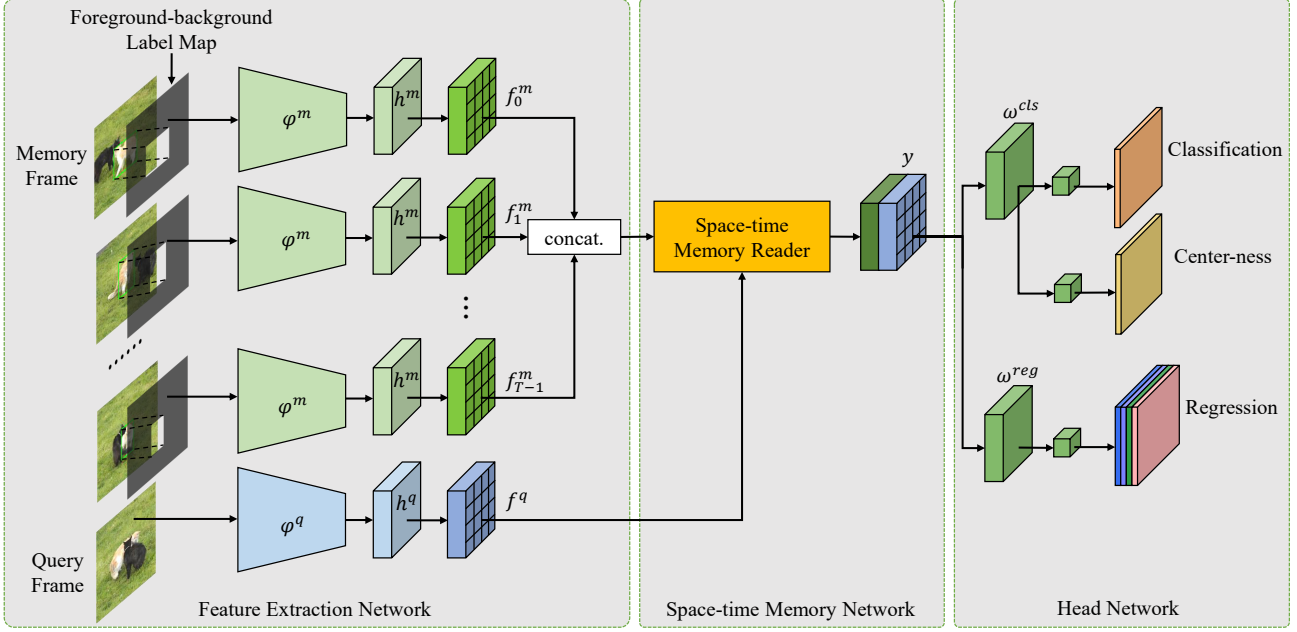 Foreground-background
Label Map
Memory
Frame
φ^m
h^m
f_0^m
φ^m
h^m
f_1^m
concat.
φ^m
h^m
f_{T-1}^m
φ^q
h^q
f^q
Query
Frame
Feature Extraction Network
Space-time
Memory Reader
y
Space-time Memory Network
ω^{cls}
Classification
Center-ness
ω^{reg}
Regression
Head Network